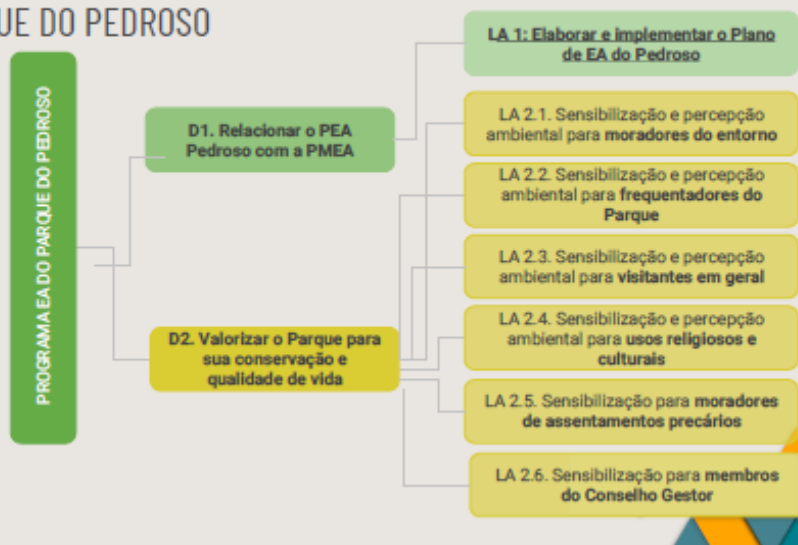 UE DO PEDROSO
PROGRAMA EA DO PARQUE DO PEDROSO
D1. Relacionar o PEA
Pedroso com a PMEA
D2. Valorizar o Parque para
sua conservação e
qualidade de vida
LA 1: Elaborar e implementar o Plano
de EA do Pedroso
LA 2.1. Sensibilização e percepção
ambiental para moradores do entorno
LA 2.2. Sensibilização e percepção
ambiental para frequentadores do
Parque
LA 2.3. Sensibilização e percepção
ambiental para visitantes em geral
LA 2.4. Sensibilização e percepção
ambiental para usos religiosos e
culturais
LA 2.5. Sensibilização para moradores
de assentamentos precários
LA 2.6. Sensibilização para membros
do Conselho Gestor